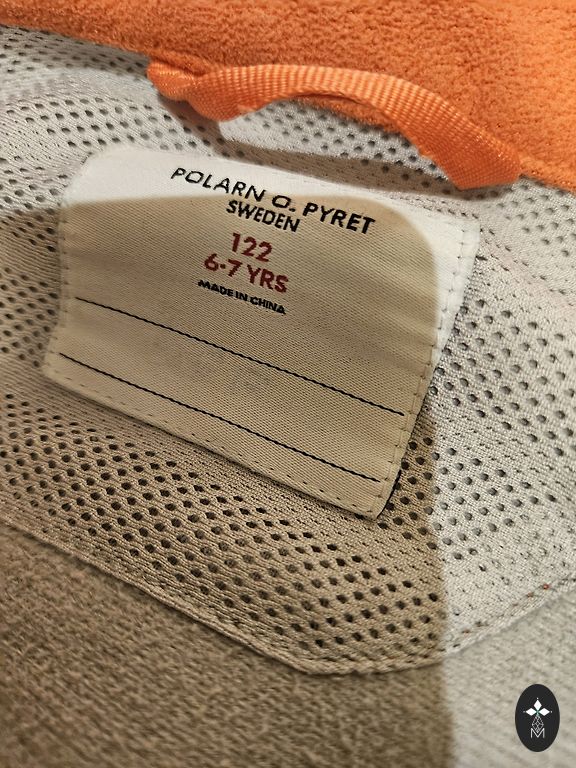 POLARN O. PYRET
SWEDEN
122
6-7 YRS
MADE IN CHINA
M